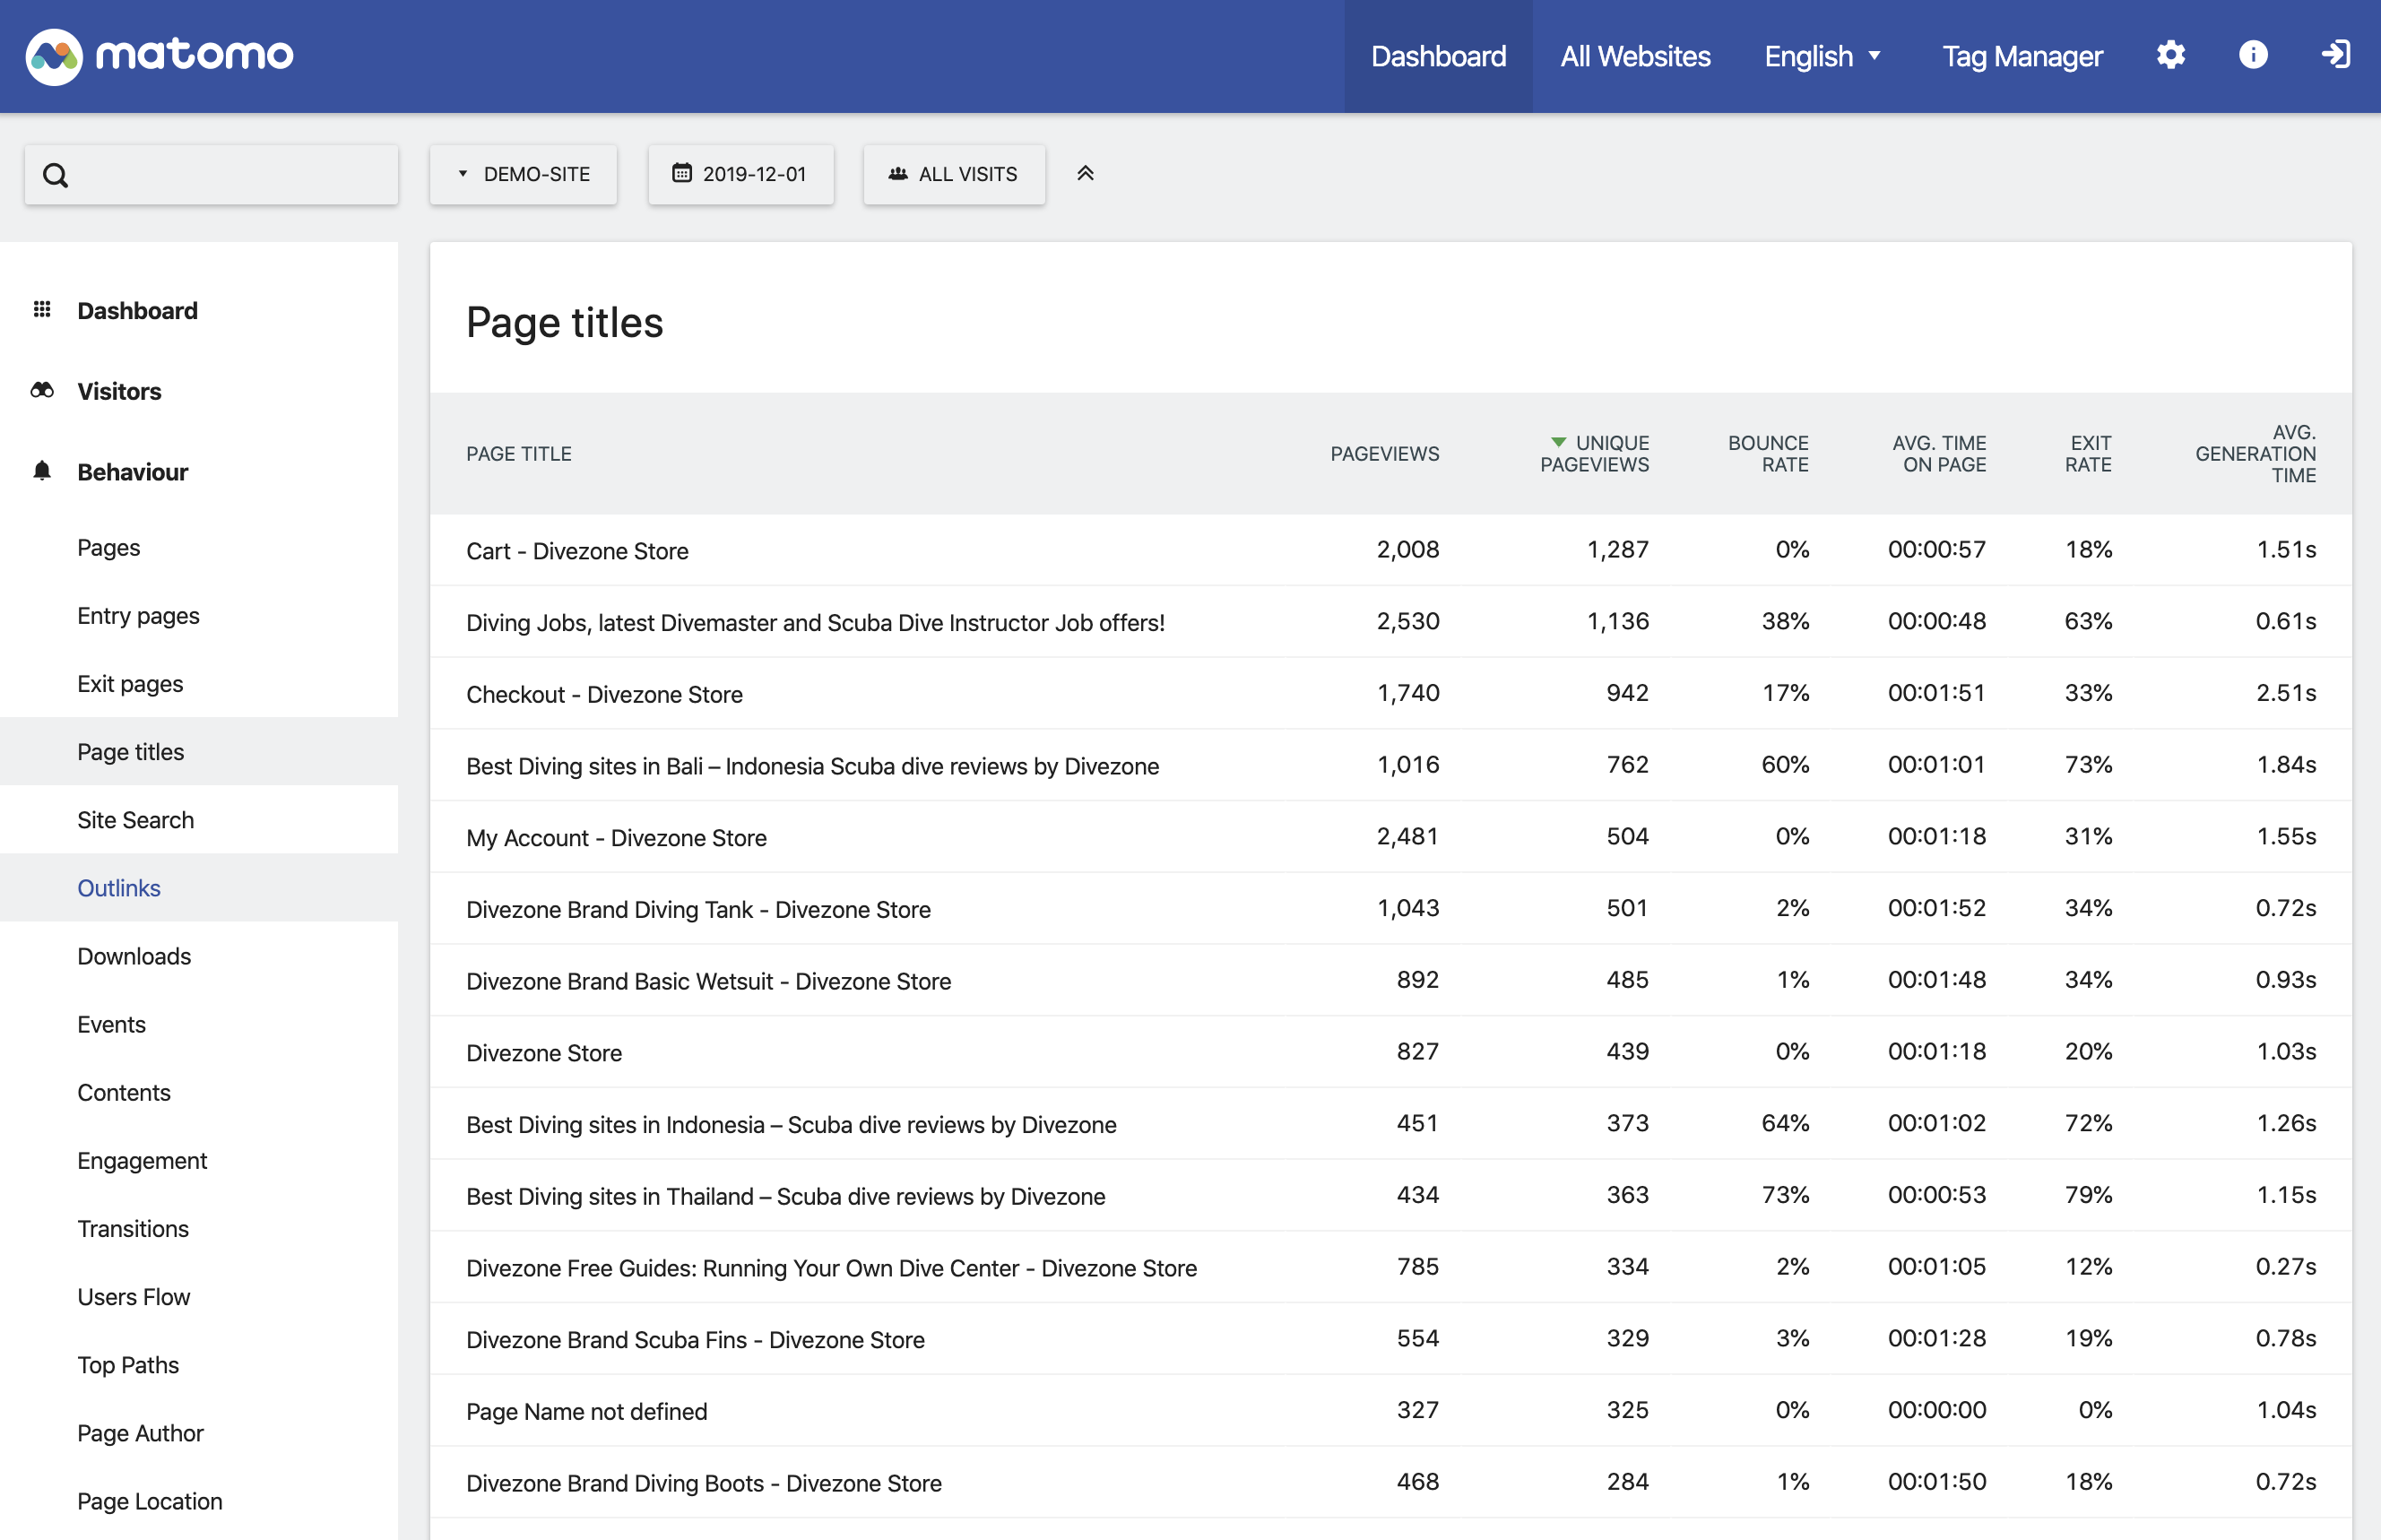 matomo
Dashboard All Websites English Tag Manager
DEMO-SITE 2019-12-01 ALL VISITS
Dashboard
Visitors
Behaviour
Pages
Entry pages
Exit pages
Page titles
Site Search
Outlinks
Downloads
Events
Contents
Engagement
Transitions
Users Flow
Top Paths
Page Author
Page Location
Page titles
PAGE TITLE PAGEVIEWS UNIQUE PAGEVIEWS BOUNCE RATE AVG. TIME ON PAGE EXIT RATE AVG. GENERATION TIME
Cart - Divezone Store 2,008 1,287 0% 00:00:57 18% 1.51s
Diving Jobs, latest Divemaster and Scuba Dive Instructor Job offers! 2,530 1,136 38% 00:00:48 63% 0.61s
Checkout - Divezone Store 1,740 942 17% 00:01:51 33% 2.51s
Best Diving sites in Bali – Indonesia Scuba dive reviews by Divezone 1,016 762 60% 00:01:01 73% 1.84s
My Account - Divezone Store 2,481 504 0% 00:01:18 31% 1.55s
Divezone Brand Diving Tank - Divezone Store 1,043 501 2% 00:01:52 34% 0.72s
Divezone Brand Basic Wetsuit - Divezone Store 892 485 1% 00:01:48 34% 0.93s
Divezone Store 827 439 0% 00:01:18 20% 1.03s
Best Diving sites in Indonesia – Scuba dive reviews by Divezone 451 373 64% 00:01:02 72% 1.26s
Best Diving sites in Thailand – Scuba dive reviews by Divezone 434 363 73% 00:00:53 79% 1.15s
Divezone Free Guides: Running Your Own Dive Center - Divezone Store 785 334 2% 00:01:05 12% 0.27s
Divezone Brand Scuba Fins - Divezone Store 554 329 3% 00:01:28 19% 0.78s
Page Name not defined 327 325 0% 00:00:00 0% 1.04s
Divezone Brand Diving Boots - Divezone Store 468 284 1% 00:01:50 18% 0.72s